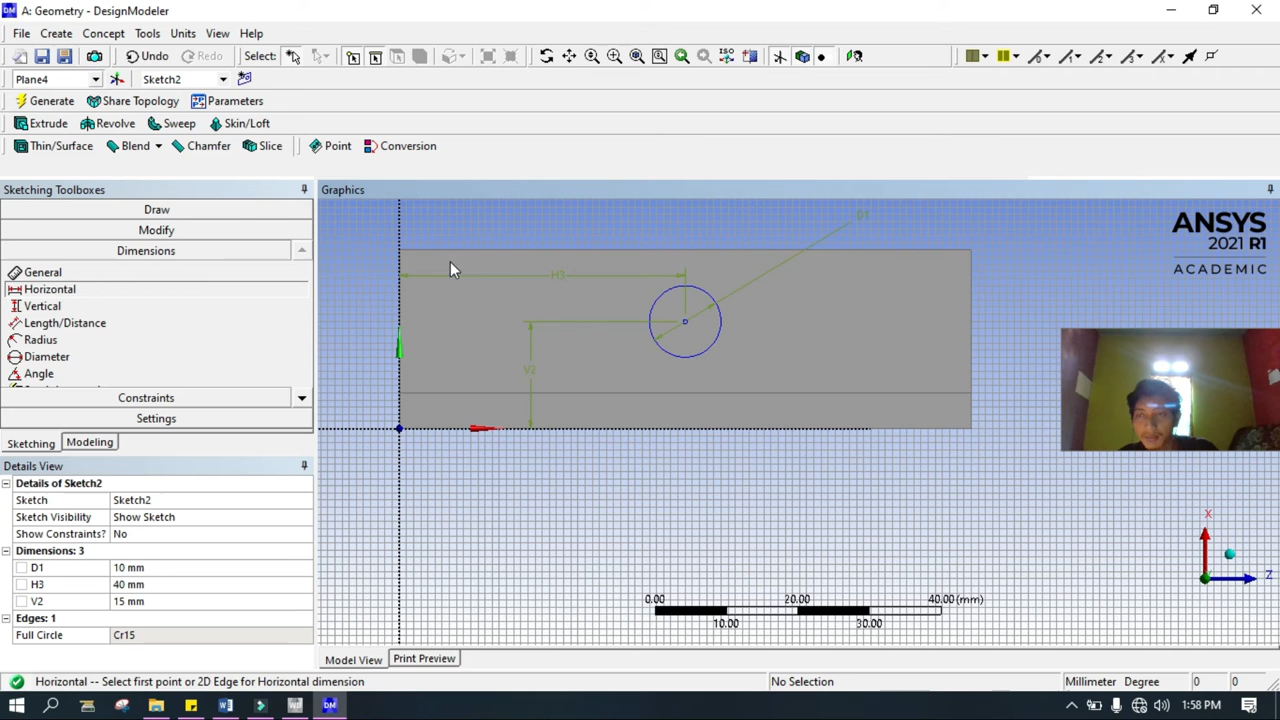 A: Geometry - DesignModeler
File Create Concept Tools Units View Help
Undo Redo Select:
Plane4 Sketch2
Generate Share Topology Parameters
Extrude Revolve Sweep Skin/Loft
Thin/Surface Blend Chamfer Slice Point Conversion
Sketching Toolboxes
Draw
Modify
Dimensions
General
Horizontal
Vertical
Length/Distance
Radius
Diameter
Angle
Constraints
Settings
Sketching Modeling
Details View
Details of Sketch2
Sketch Sketch2
Sketch Visibility Show Sketch
Show Constraints? No
Dimensions: 3
D1 10 mm
H3 40 mm
V2 15 mm
Edges: 1
Full Circle Cr15
Graphics
D1
H3
V2
ANSYS
2021 R1
ACADEMIC
X
Y
Z
0.00 20.00 40.00 (mm)
10.00 30.00
Model View Print Preview
Horizontal -- Select first point or 2D Edge for Horizontal dimension
No Selection
Millimeter Degree 0 0
1:58 PM